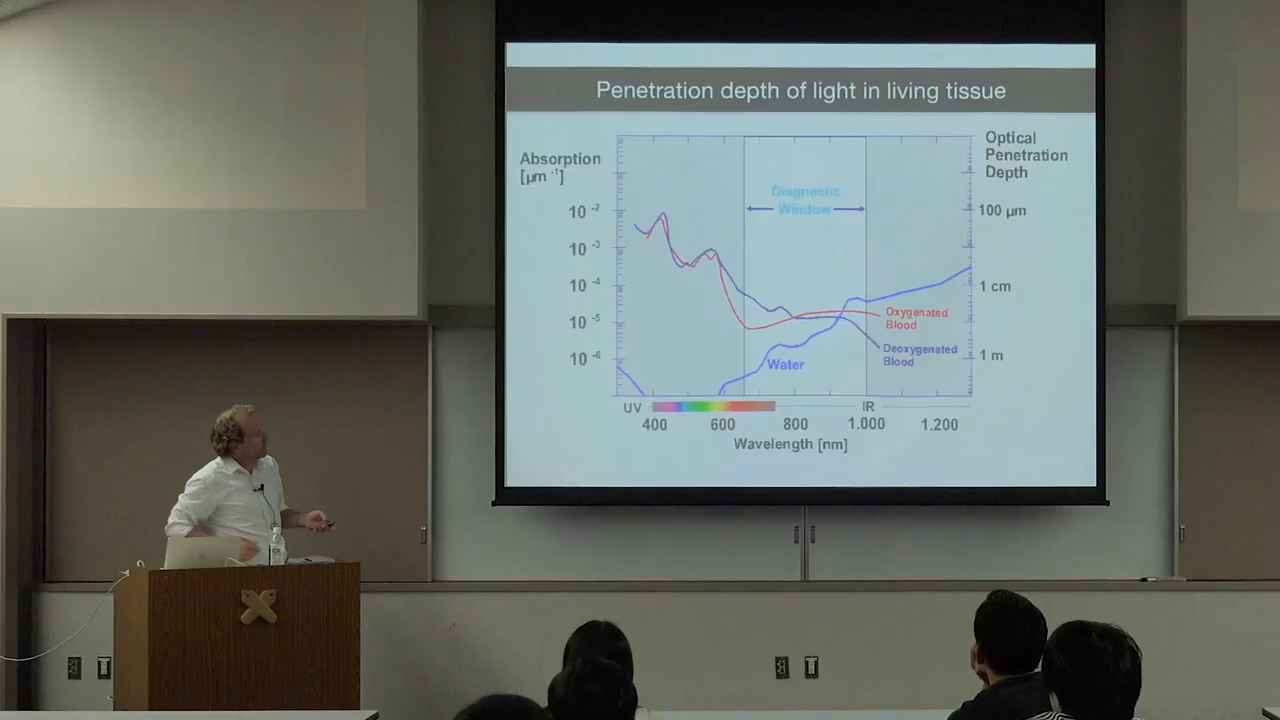 Penetration depth of light in living tissue
Absorption
[µm -1]
Optical
Penetration
Depth
Diagnostic
Window
10 -2
10 -3
10 -4
10 -5
10 -6
100 µm
1 cm
1 m
Oxygenated
Blood
Deoxygenated
Blood
Water
UV
IR
400
600
800
1.000
1.200
Wavelength [nm]